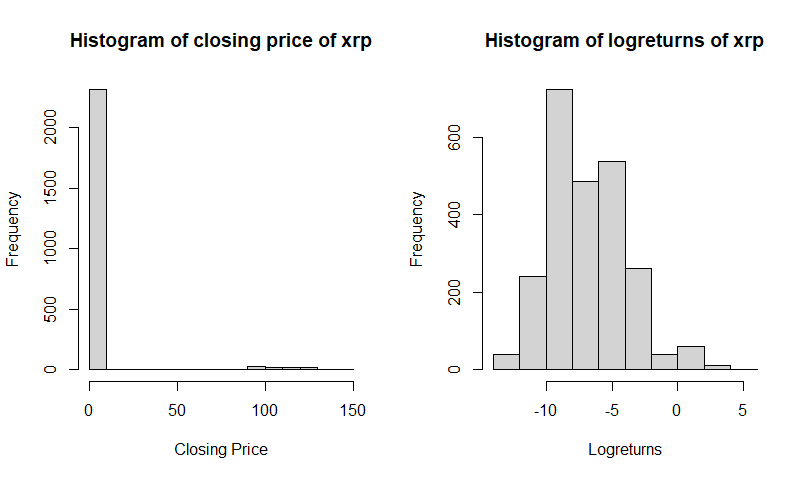 Histogram of closing price of xrp
Frequency
0
500
1000
1500
2000
0
50
100
150
Closing Price
Histogram of logreturns of xrp
Frequency
0
200
400
600
-10
-5
0
5
Logreturns